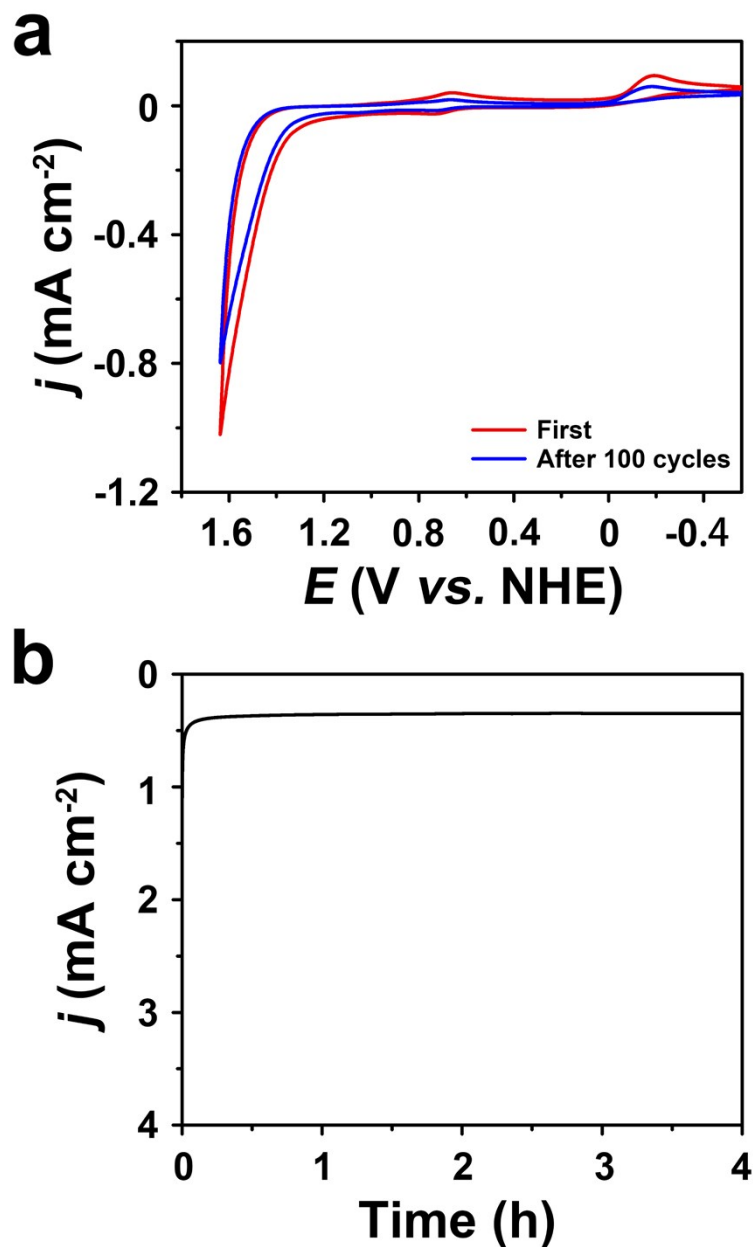 a
j (mA cm-2)
0
-0.4
-0.8
-1.2
First
After 100 cycles
1.6 1.2 0.8 0.4 0 -0.4
E (V vs. NHE)
b
j (mA cm-2)
0
1
2
3
4
0 1 2 3 4
Time (h)